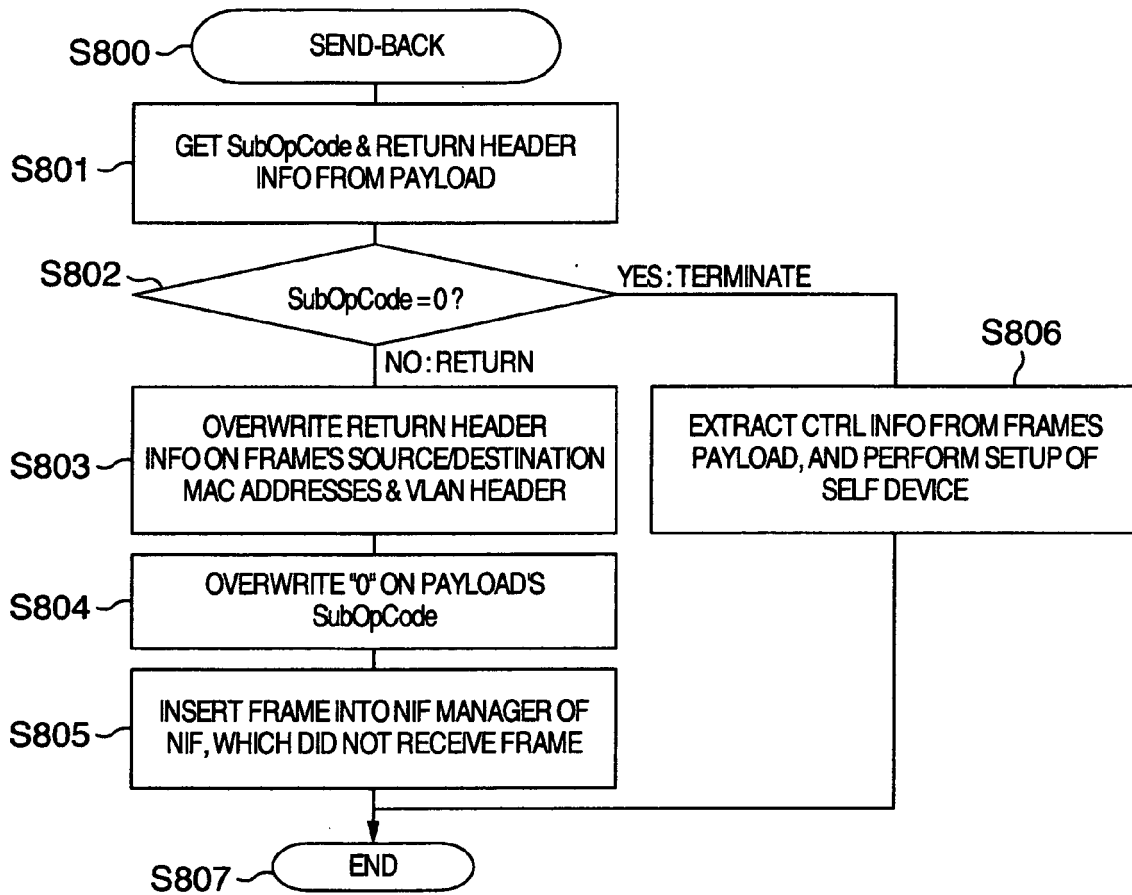 S800
SEND-BACK
S801
GET SubOpCode & RETURN HEADER
INFO FROM PAYLOAD
S802
SubOpCode = 0 ?
YES : TERMINATE
NO : RETURN
S803
OVERWRITE RETURN HEADER
INFO ON FRAME'S SOURCE/DESTINATION
MAC ADDRESSES & VLAN HEADER
S806
EXTRACT CTRL INFO FROM FRAME'S
PAYLOAD, AND PERFORM SETUP OF
SELF DEVICE
S804
OVERWRITE "0" ON PAYLOAD'S
SubOpCode
S805
INSERT FRAME INTO NIF MANAGER OF
NIF, WHICH DID NOT RECEIVE FRAME
S807
END